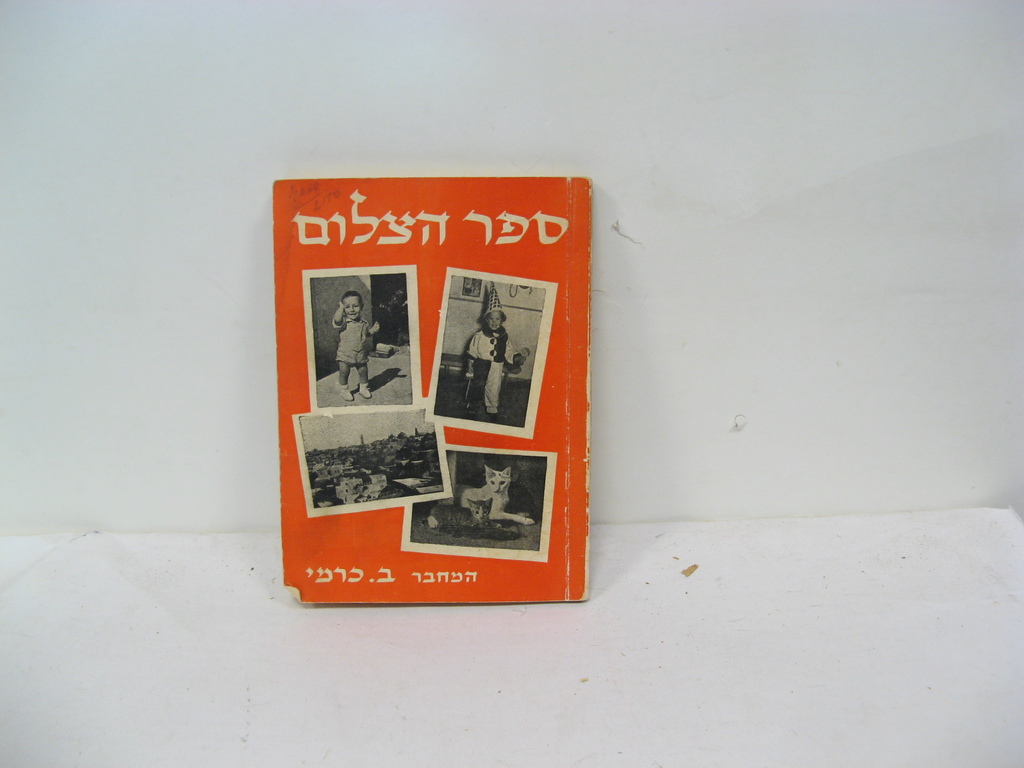 ספר הצלום
המחבר ב. כרמי